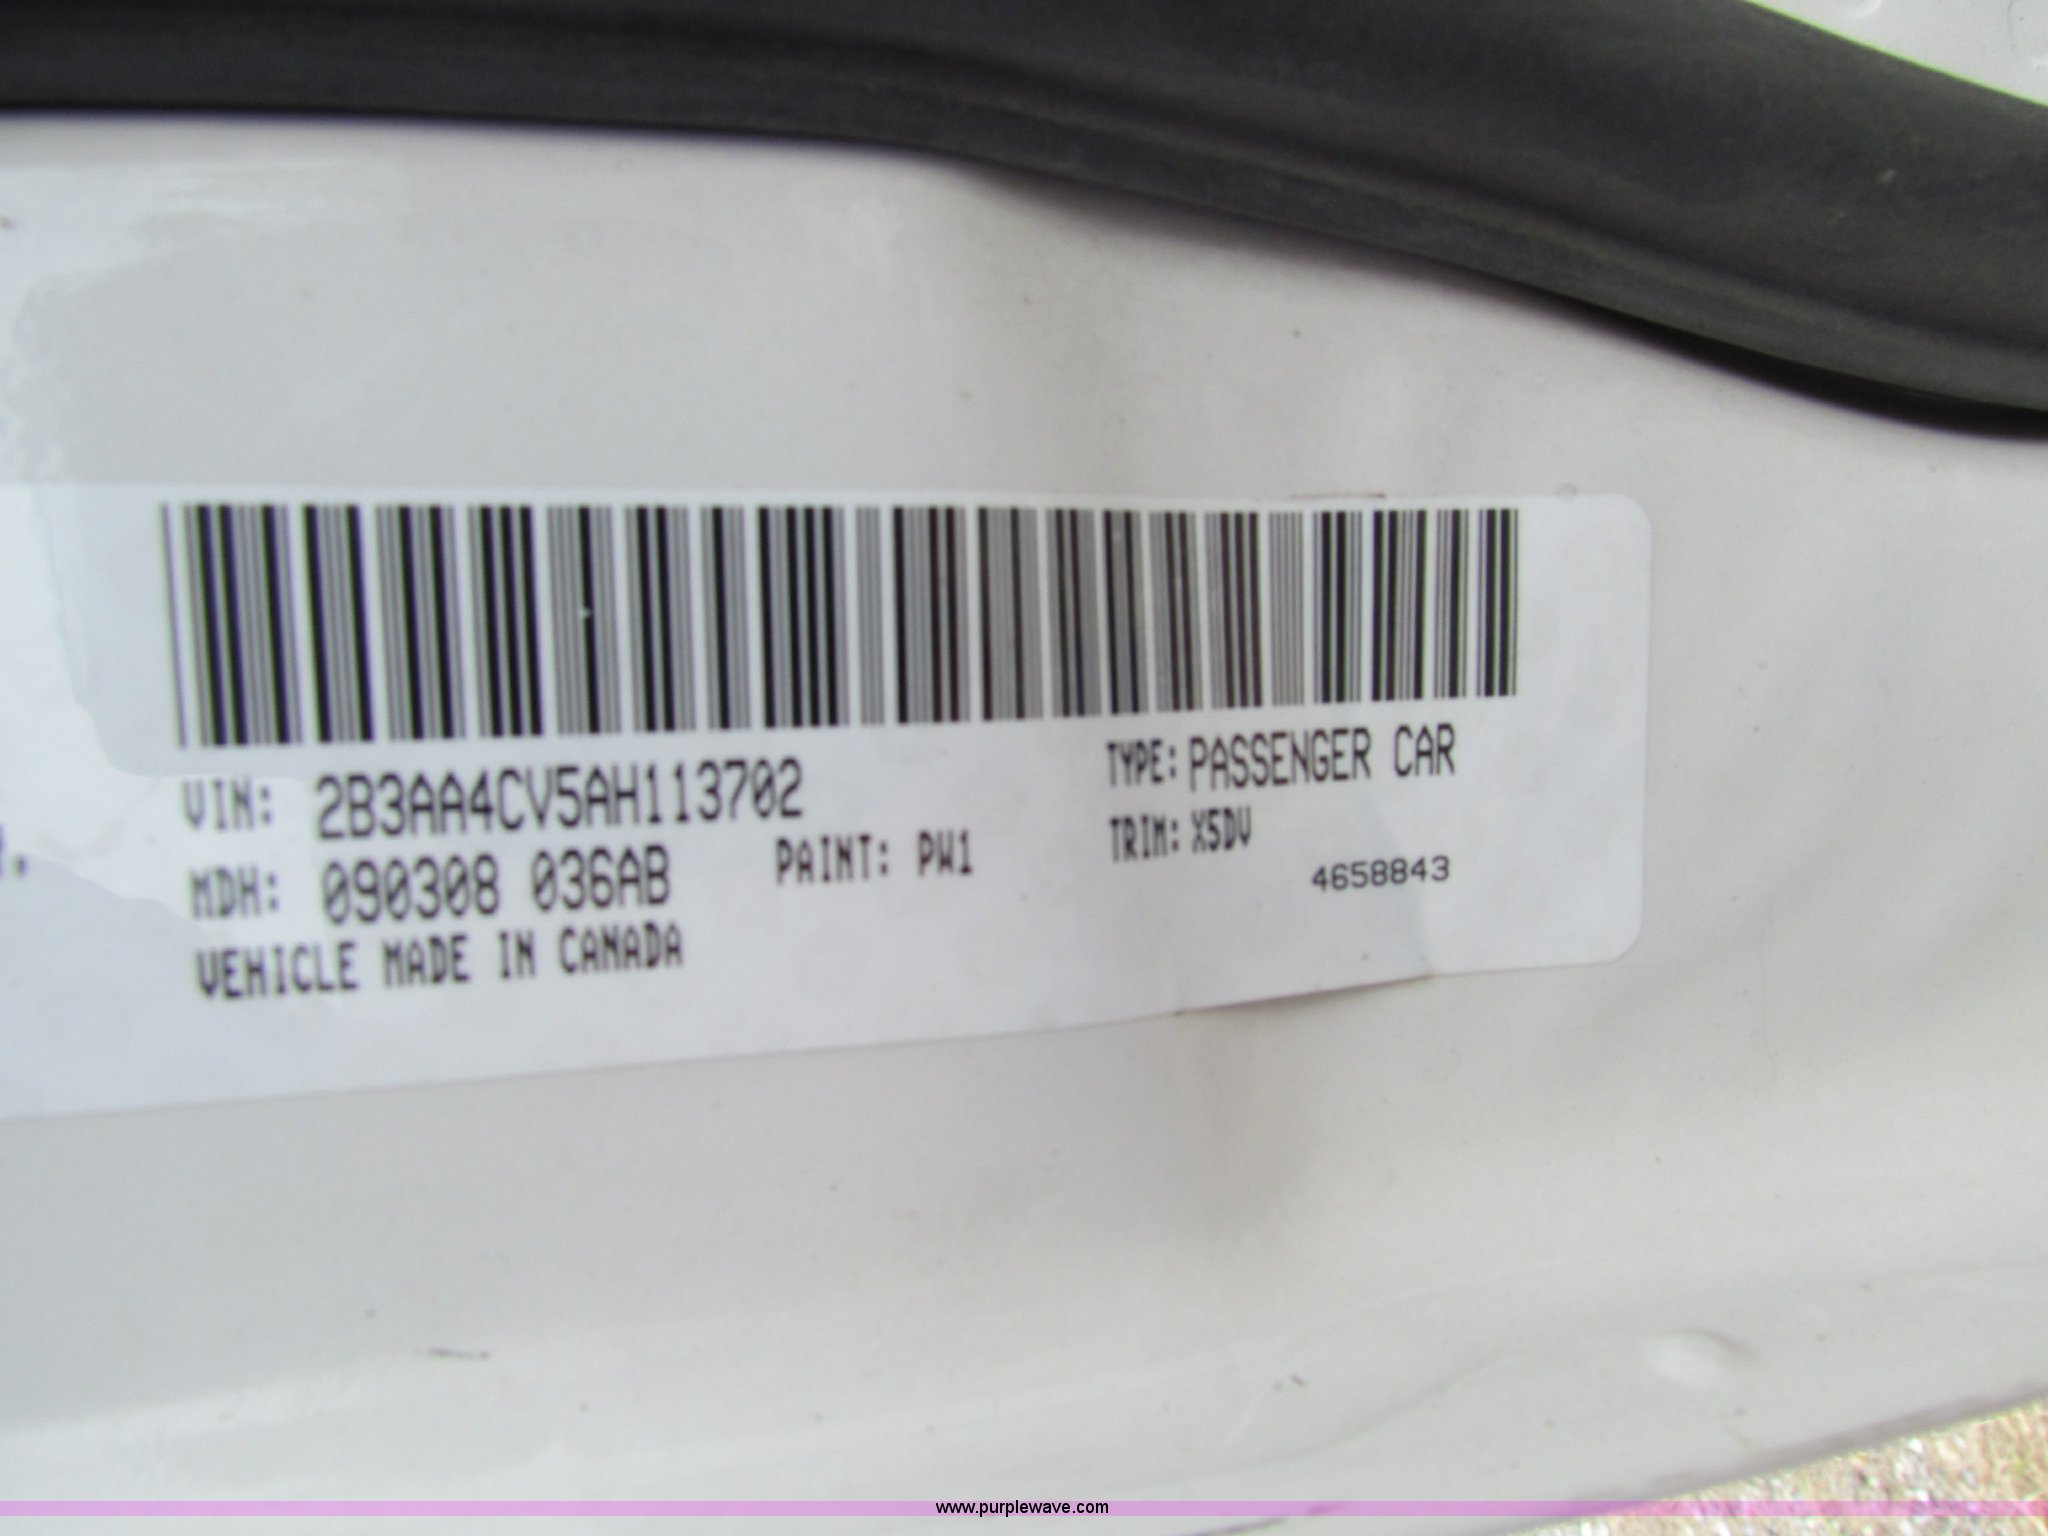 VIN: 2B3AA4CV5AH113702
TYPE: PASSENGER CAR
MDH: 090308 036AB
PAINT: PW1
TRIM: X5DV
4658843
VEHICLE MADE IN CANADA
www.purplewave.com